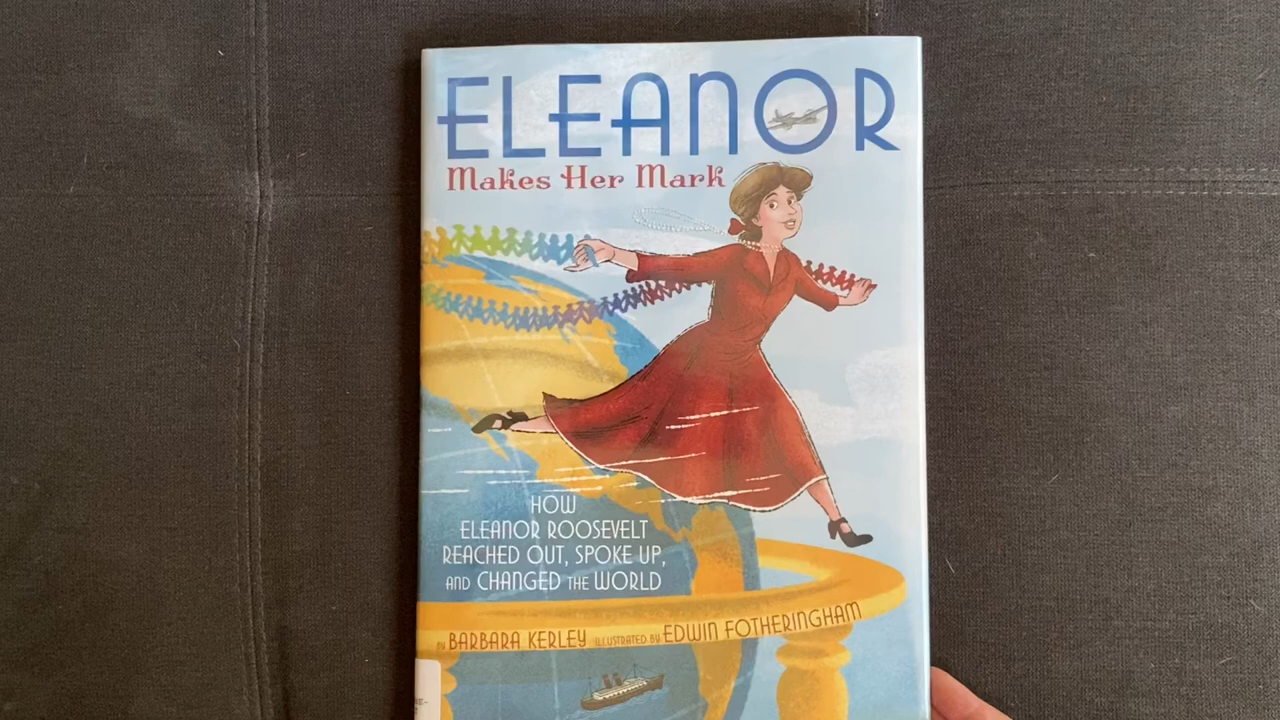 ELEANOR
Makes Her Mark
HOW
ELEANOR ROOSEVELT
REACHED OUT, SPOKE UP,
AND CHANGED THE WORLD
BY BARBARA KERLEY ILLUSTRATED BY EDWIN FOTHERINGHAM